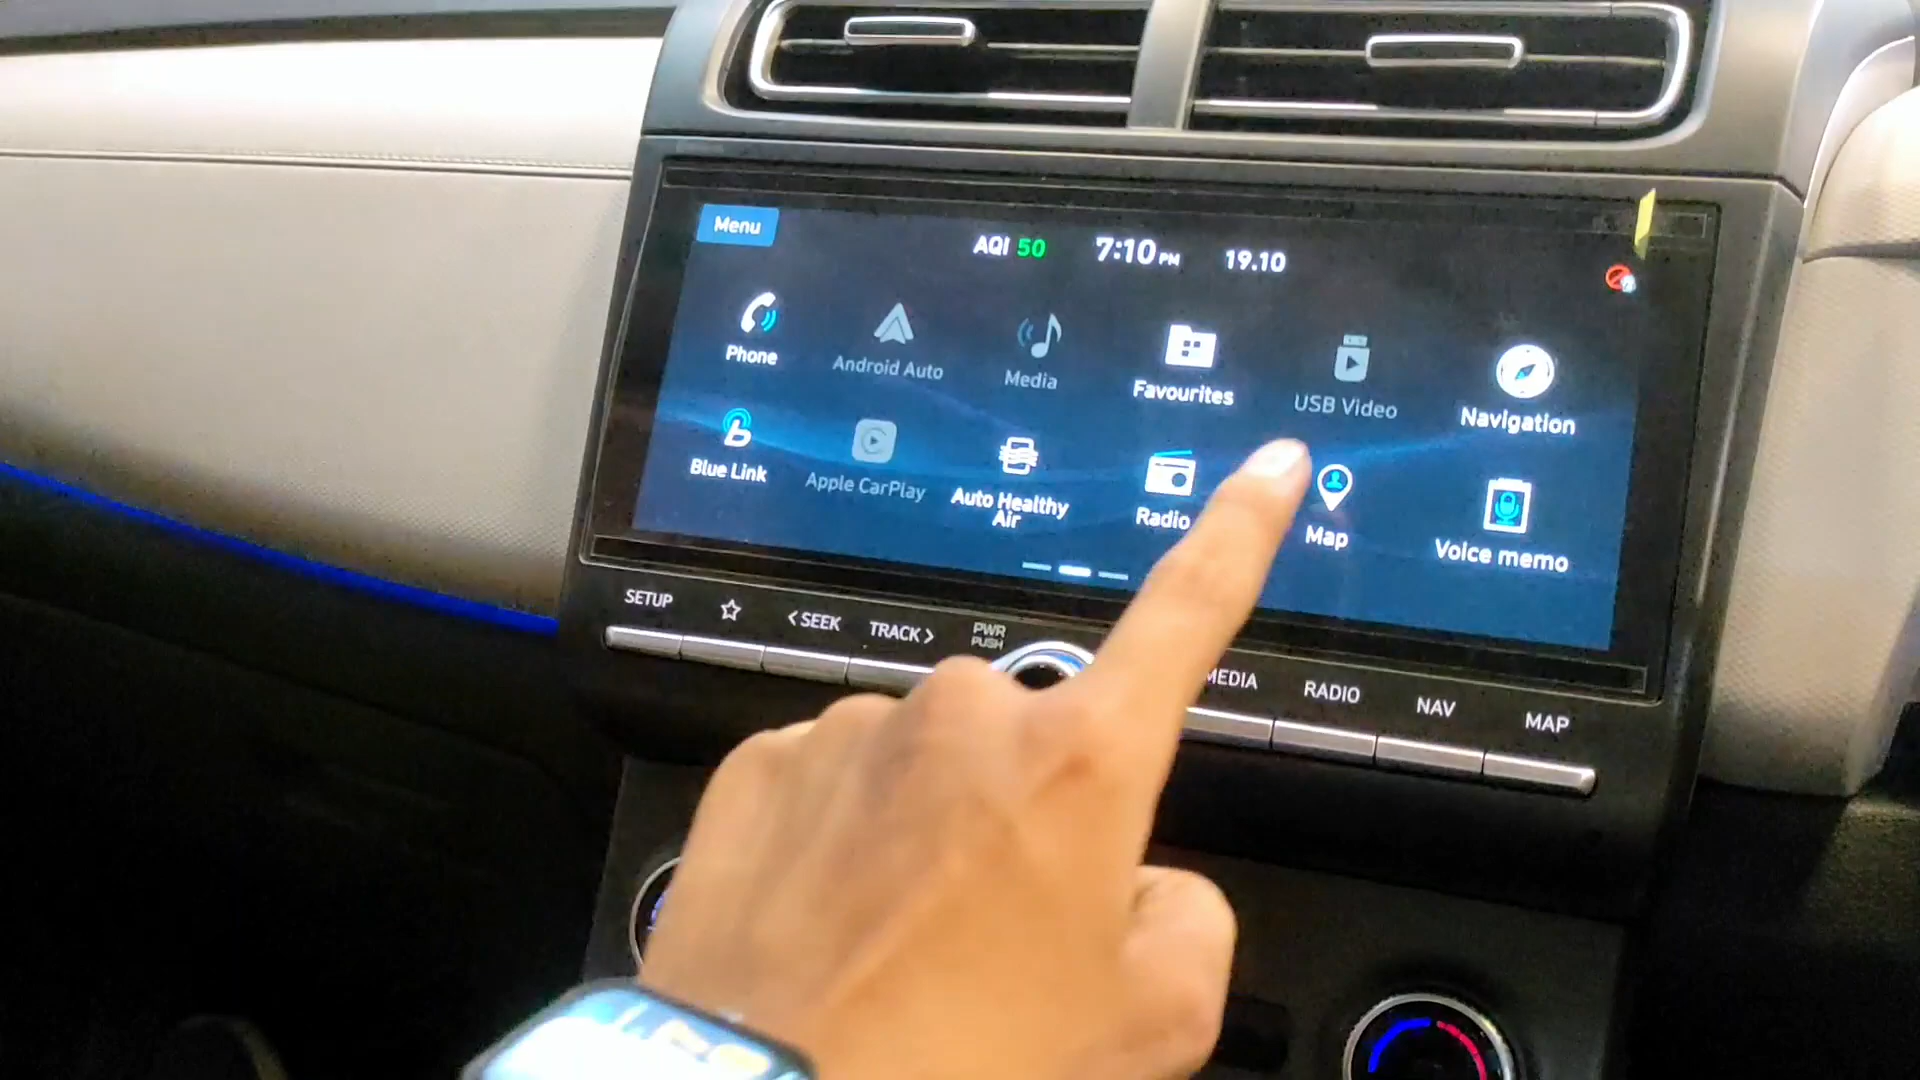 Menu
AQI 50
7:10 PM
19.10
Phone
Android Auto
Media
Favourites
USB Video
Navigation
Blue Link
Apple CarPlay
Auto Healthy
Air
Radio
Map
Voice memo
SETUP
< SEEK
TRACK >
PWR
PUSH
MEDIA
RADIO
NAV
MAP